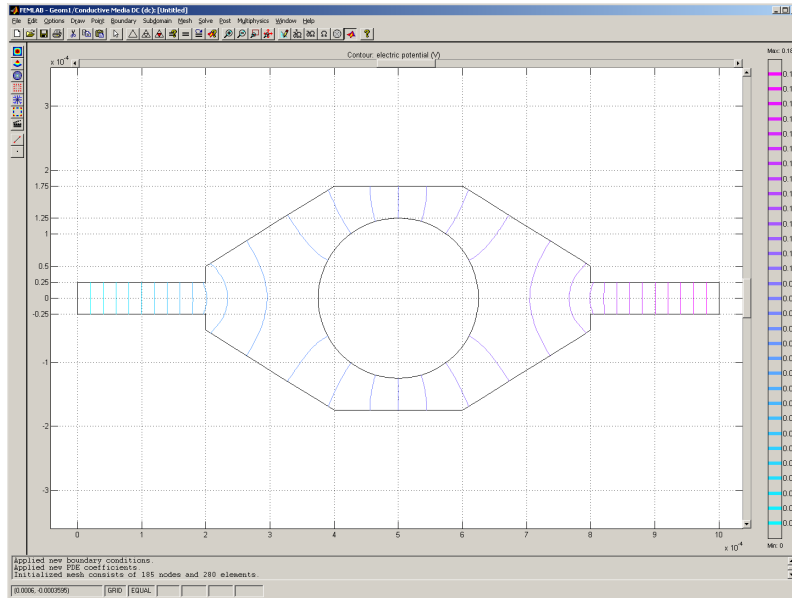 FEMLAB - Geom1/Conductive Media DC (dc): [Untitled]
File Edit Options Draw Point Boundary Subdomain Mesh Solve Post Multiphysics Window Help
Contour: electric potential (V)
Max: 0.18
x 10^-4
3
2
1.75
1.25
1
0.5
0.25
0
-0.25
-1
-2
-3
0 1 2 3 4 5 6 7 8 9 10
x 10^-4
Min: 0
Applied new boundary conditions.
Applied new PDE coefficients.
Initialized mesh consists of 185 nodes and 280 elements.
(0.0006, -0.0003595) GRID EQUAL